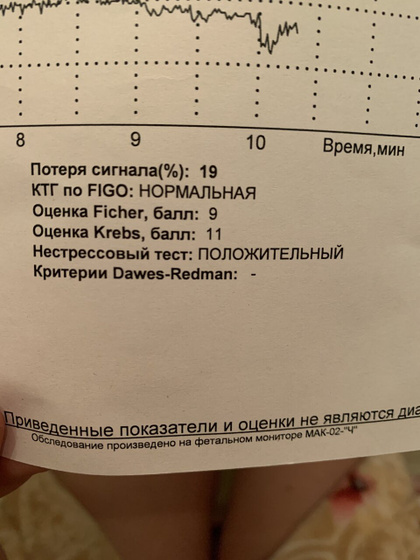 8 9 10 Время,мин
Потеря сигнала(%): 19
КТГ по FIGO: НОРМАЛЬНАЯ
Оценка Ficher, балл: 9
Оценка Krebs, балл: 11
Нестрессовый тест: ПОЛОЖИТЕЛЬНЫЙ
Критерии Dawes-Redman: -
Приведенные показатели и оценки не являются диа
Обследование произведено на фетальном мониторе МАК-02-"Ч"